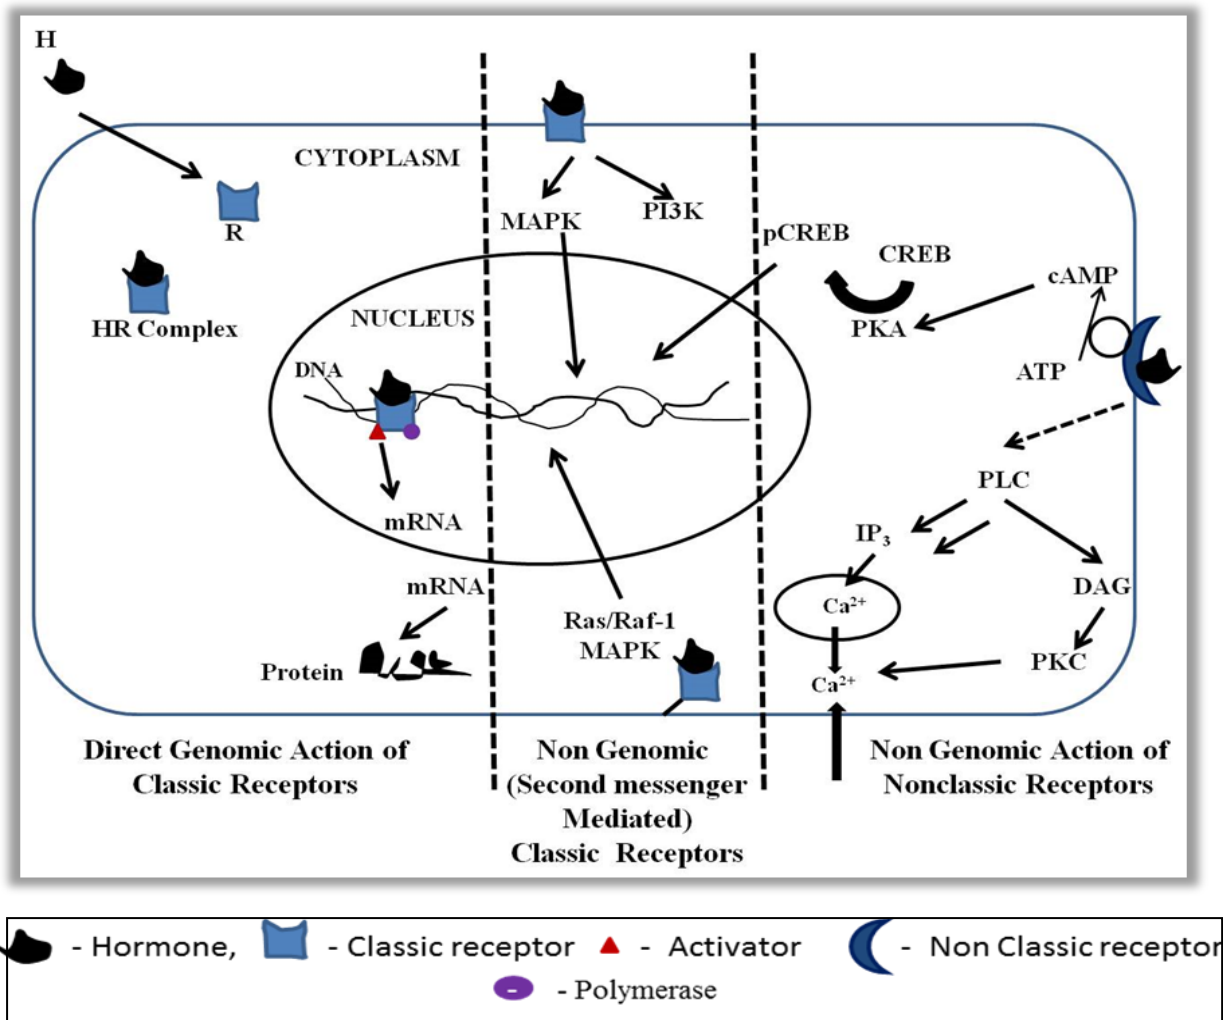 H
CYTOPLASM
R
HR Complex
MAPK
PI3K
pCREB
CREB
cAMP
PKA
ATP
NUCLEUS
DNA
mRNA
PLC
IP₃
DAG
Ca²⁺
PKC
Ca²⁺
mRNA
Protein
Ras/Raf-1
MAPK
Direct Genomic Action of
Classic Receptors
Non Genomic
(Second messenger
Mediated)
Classic Receptors
Non Genomic Action of
Nonclassic Receptors
- Hormone, - Classic receptor - Activator - Non Classic receptor
- - Polymerase